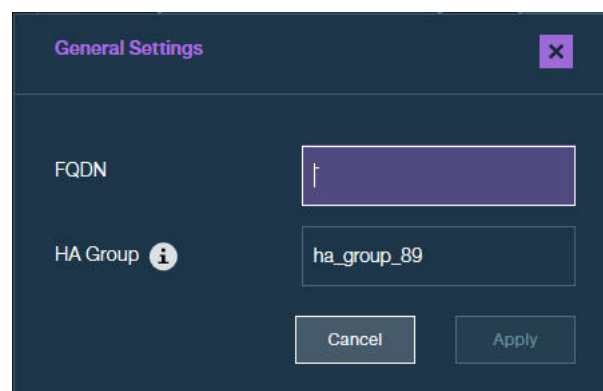 General Settings
FQDN
HA Group
ha_group_89
Cancel
Apply